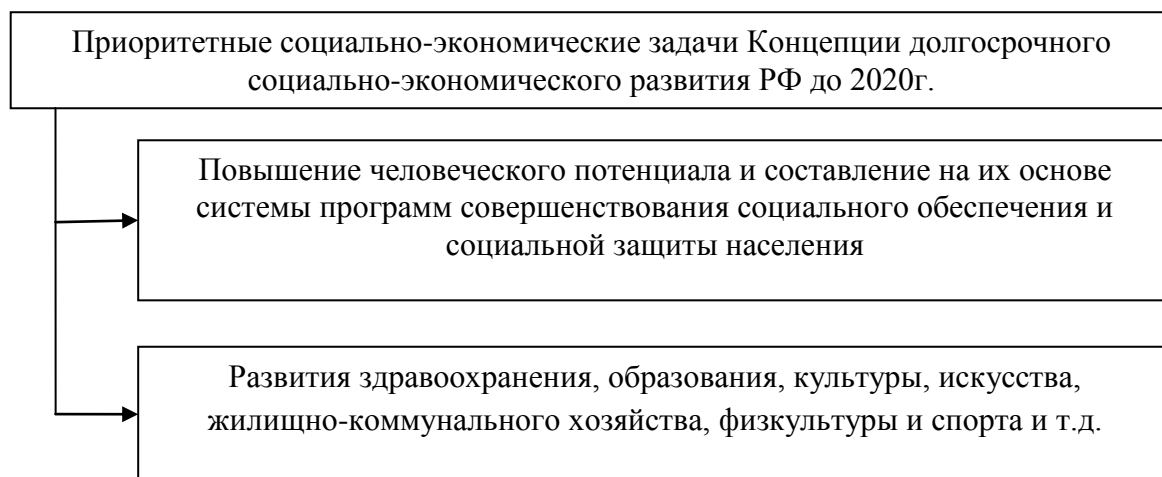 Приоритетные социально-экономические задачи Концепции долгосрочного
социально-экономического развития РФ до 2020г.
Повышение человеческого потенциала и составление на их основе
системы программ совершенствования социального обеспечения и
социальной защиты населения
Развития здравоохранения, образования, культуры, искусства,
жилищно-коммунального хозяйства, физкультуры и спорта и т.д.